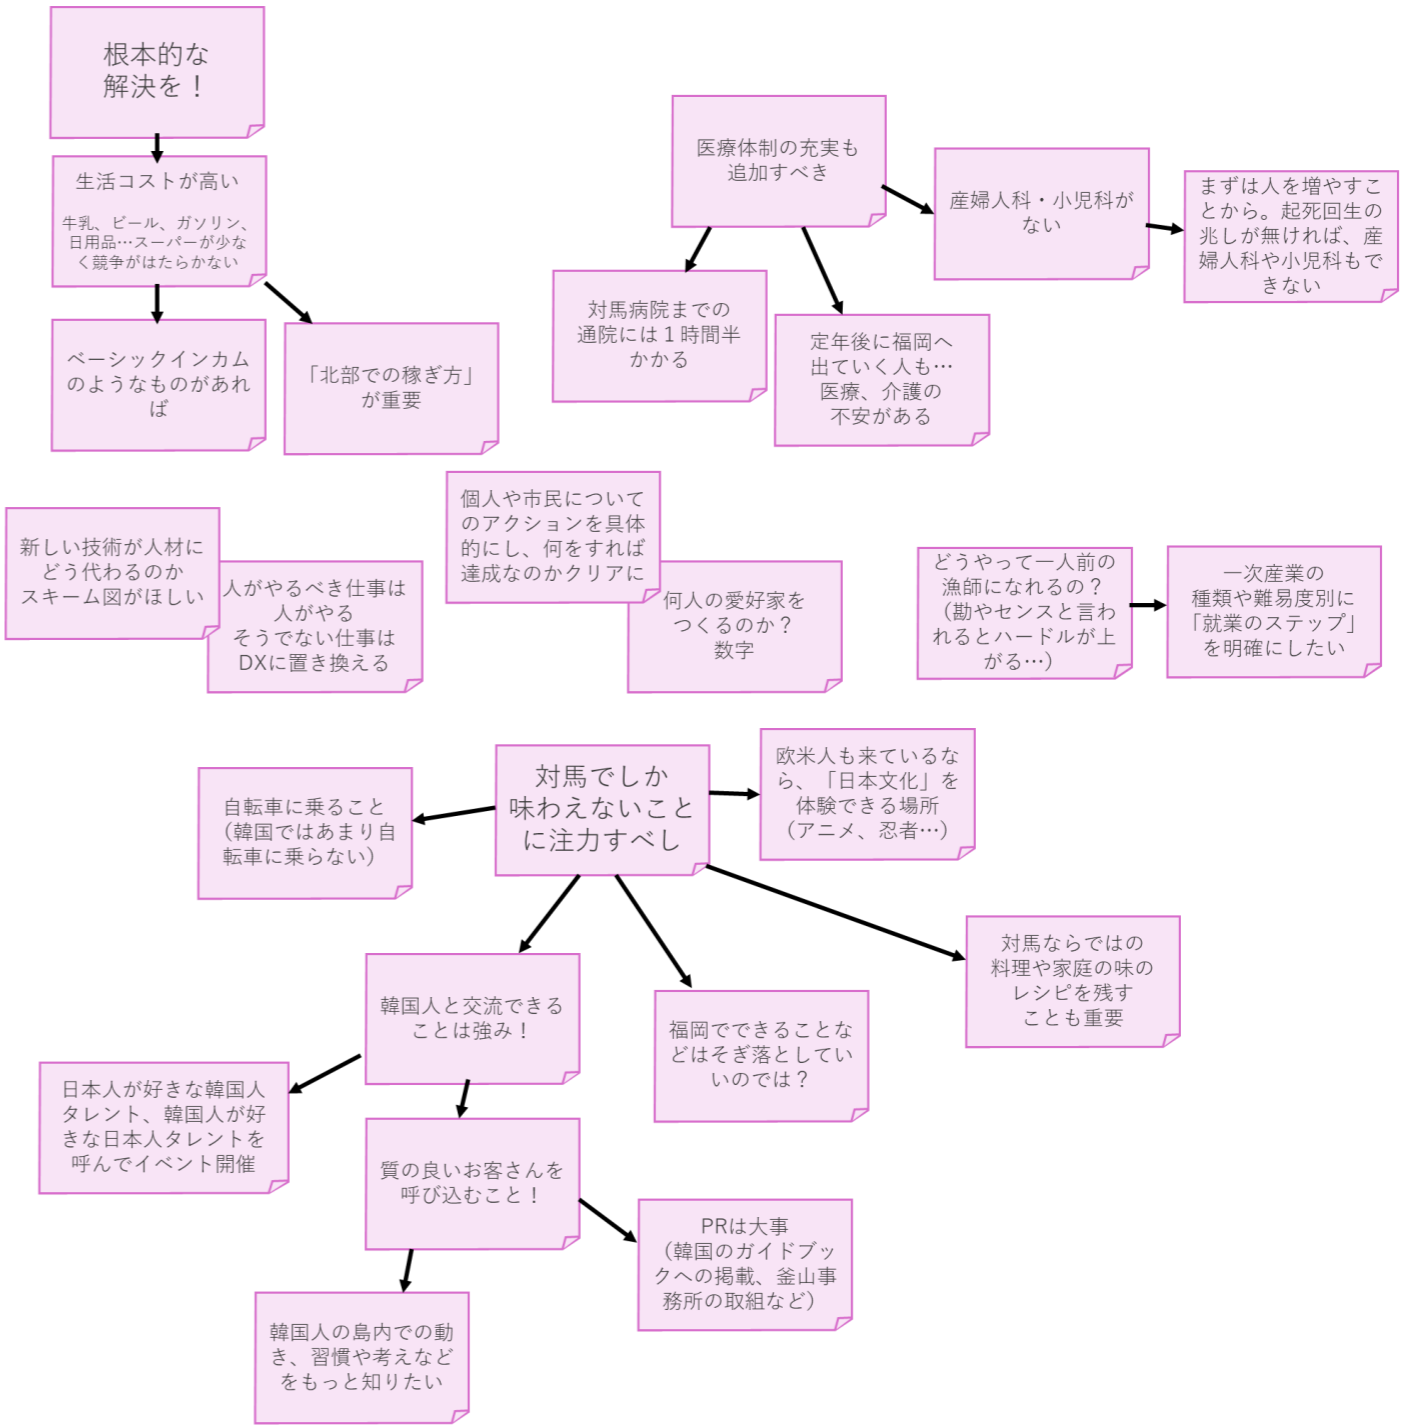 根本的な
解決を！
生活コストが高い
牛乳、ビール、ガソリン、
日用品…スーパーが少な
く競争がはたらかない
ベーシックインカム
のようなものがあれ
ば
「北部での稼ぎ方」
が重要
医療体制の充実も
追加すべき
産婦人科・小児科が
ない
まずは人を増やすこ
とから。起死回生の
兆しが無ければ、産
婦人科や小児科もで
きない
対馬病院までの
通院には１時間半
かかる
定年後に福岡へ
出ていく人も…
医療、介護の
不安がある
新しい技術が人材に
どう代わるのか
スキーム図がほしい
人がやるべき仕事は
人がやる
そうでない仕事は
DXに置き換える
個人や市民について
のアクションを具体
的にし、何をすれば
達成なのかクリアに
何人の愛好家を
つくるのか？
数字
どうやって一人前の
漁師になれるの？
（勘やセンスと言わ
れるとハードルが上
がる…）
一次産業の
種類や難易度別に
「就業のステップ」
を明確にしたい
対馬でしか
味わえないこと
に注力すべし
自転車に乗ること
（韓国ではあまり自
転車に乗らない）
欧米人も来ているな
ら、「日本文化」を
体験できる場所
（アニメ、忍者…）
対馬ならではの
料理や家庭の味の
レシピを残す
ことも重要
韓国人と交流できる
ことは強み！
福岡でできることな
どはそぎ落としてい
いのでは？
日本人が好きな韓国人
タレント、韓国人が好
きな日本人タレントを
呼んでイベント開催
質の良いお客さんを
呼び込むこと！
PRは大事
（韓国のガイドブッ
クへの掲載、釜山事
務所の取組など）
韓国人の島内での動
き、習慣や考えなど
をもっと知りたい